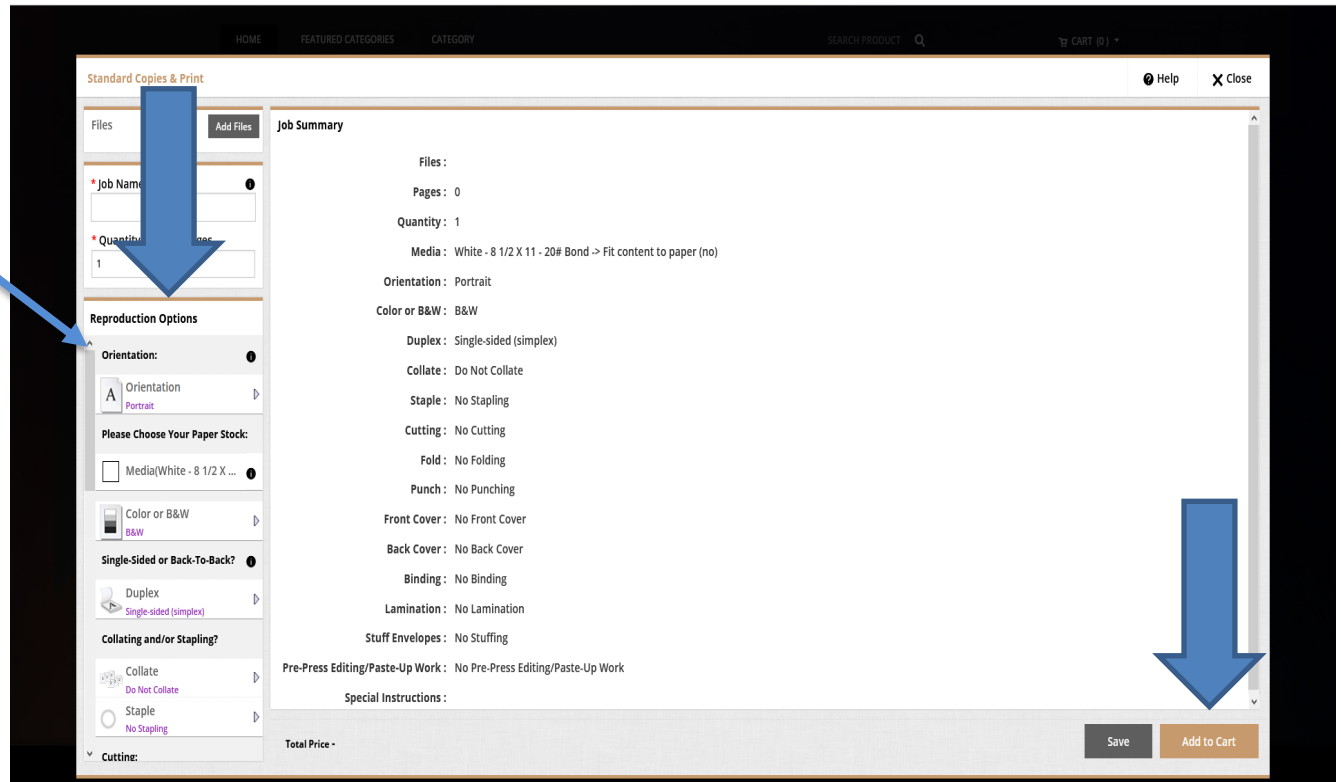 HOME FEATURED CATEGORIES CATEGORY SEARCH PRODUCT CART (0)
Standard Copies & Print Help Close
Files Add Files
* Job Name
* Quantity
1
Reproduction Options
Orientation:
A Orientation
Portrait
Please Choose Your Paper Stock:
Media(White - 8 1/2 X ...
Color or B&W
B&W
Single-Sided or Back-To-Back?
Duplex
Single-sided (simplex)
Collating and/or Stapling?
Collate
Do Not Collate
Staple
No Stapling
Cutting:
Job Summary
Files :
Pages : 0
Quantity : 1
Media : White - 8 1/2 X 11 - 20# Bond -> Fit content to paper (no)
Orientation : Portrait
Color or B&W : B&W
Duplex : Single-sided (simplex)
Collate : Do Not Collate
Staple : No Stapling
Cutting : No Cutting
Fold : No Folding
Punch : No Punching
Front Cover : No Front Cover
Back Cover : No Back Cover
Binding : No Binding
Lamination : No Lamination
Stuff Envelopes : No Stuffing
Pre-Press Editing/Paste-Up Work : No Pre-Press Editing/Paste-Up Work
Special Instructions :
Total Price - Save Add to Cart